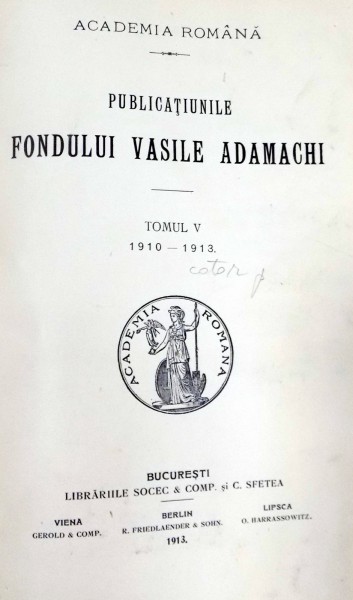 ACADEMIA ROMÂNĂ
PUBLICAȚIUNILE
FONDULUI VASILE ADAMACHI
TOMUL V
1910 — 1913.
ACADEMIA ROMANA
BUCUREȘTI
LIBRĂRIILE SOCEC & COMP. și C. SFETEA
VIENA
GEROLD & COMP.
BERLIN
R. FRIEDLAENDER & SOHN.
LIPSCA
O. HARRASSOWITZ.
1913.